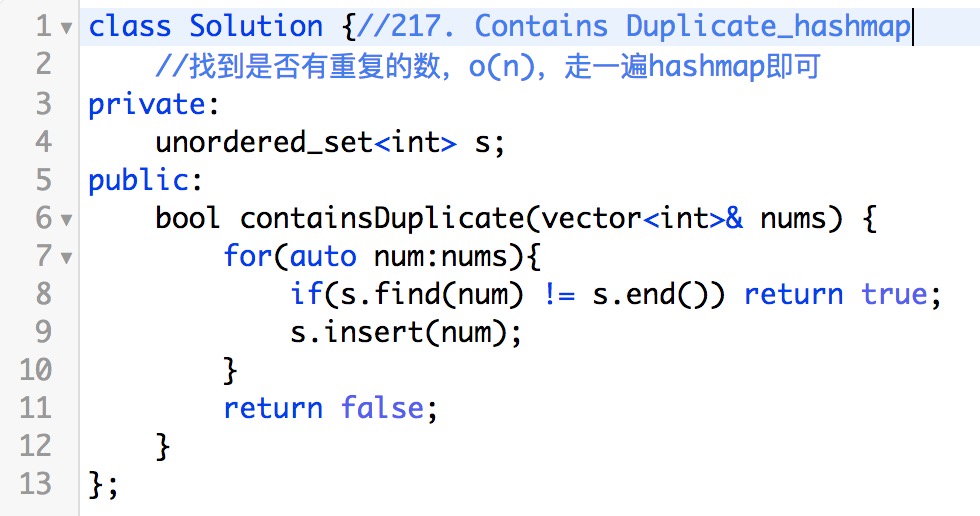 1 class Solution {//217. Contains Duplicate_hashmap
2     //找到是否有重复的数，o(n)，走一遍hashmap即可
3 private:
4     unordered_set<int> s;
5 public:
6     bool containsDuplicate(vector<int>& nums) {
7         for(auto num:nums){
8             if(s.find(num) != s.end()) return true;
9             s.insert(num);
10         }
11         return false;
12     }
13 };